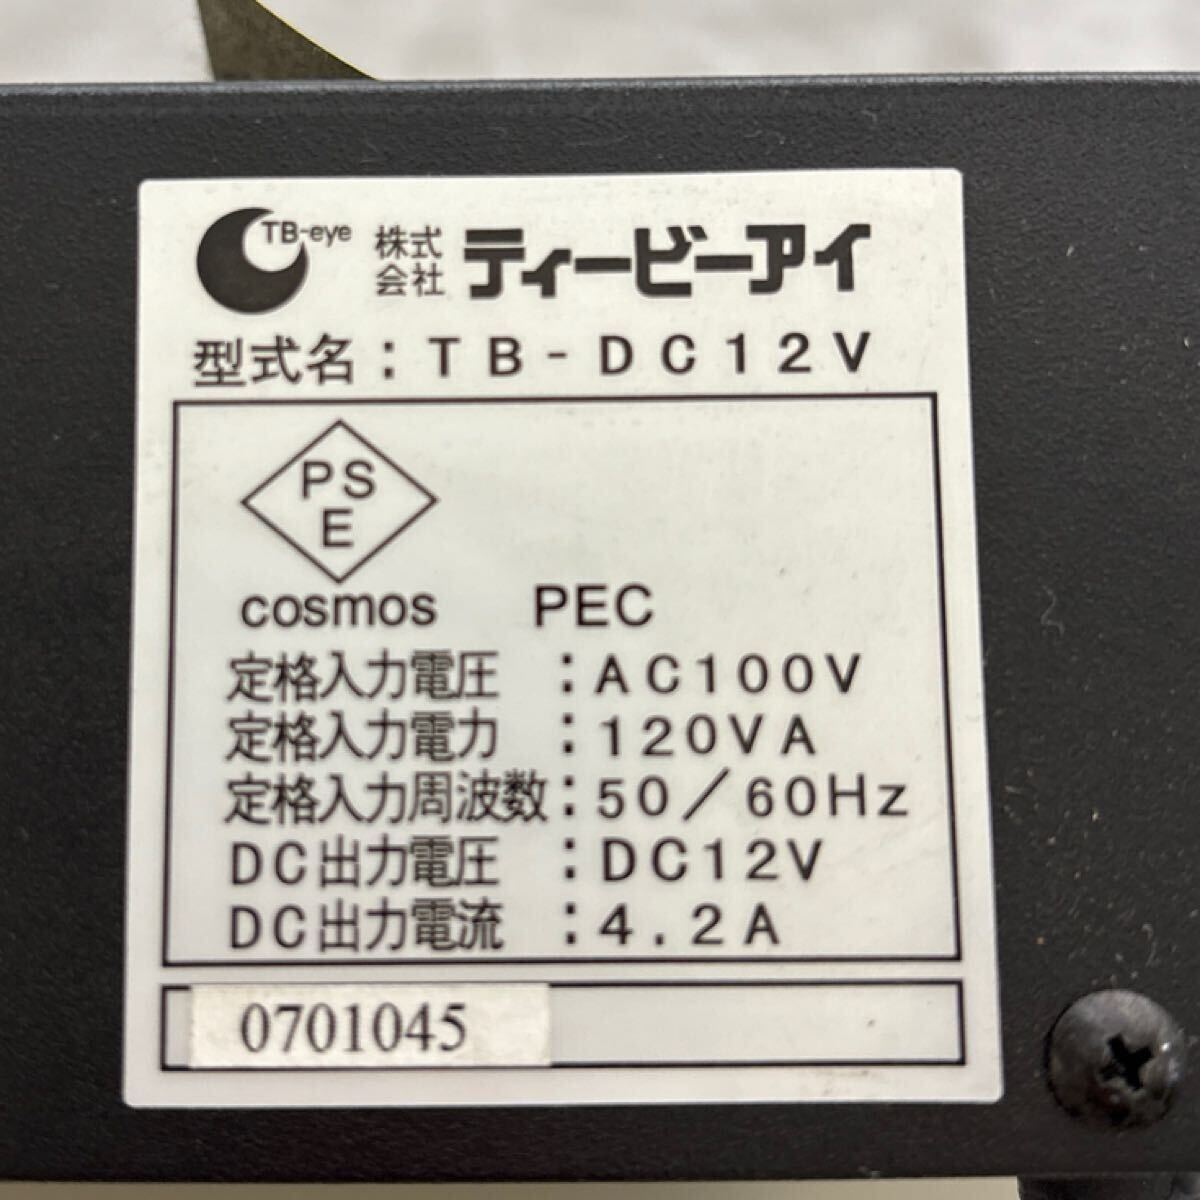 TB-eye 株式会社 ティービーアイ
型式名：TB-DC12V
PS
E
cosmos PEC
定格入力電圧：AC100V
定格入力電力：120VA
定格入力周波数：50／60Hz
DC出力電圧：DC12V
DC出力電流：4.2A
0701045